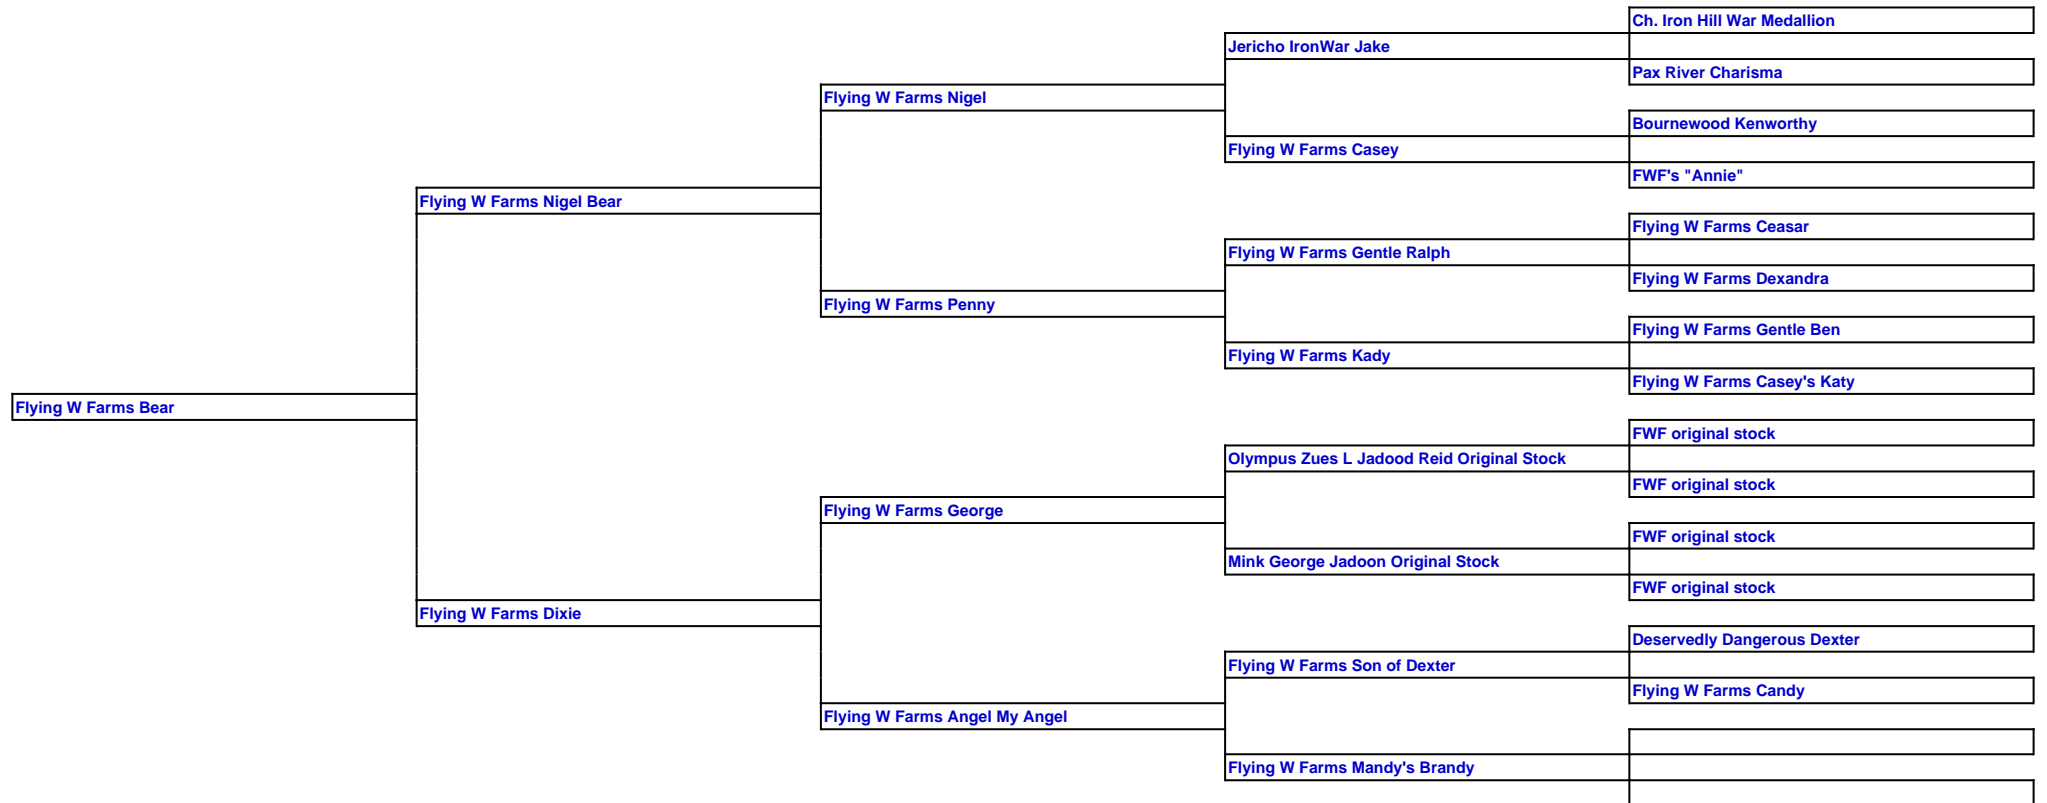 Ch. Iron Hill War Medallion
Jericho IronWar Jake
Pax River Charisma
Flying W Farms Nigel
Bournewood Kenworthy
Flying W Farms Casey
FWF's "Annie"
Flying W Farms Nigel Bear
Flying W Farms Ceasar
Flying W Farms Gentle Ralph
Flying W Farms Dexandra
Flying W Farms Penny
Flying W Farms Gentle Ben
Flying W Farms Kady
Flying W Farms Casey's Katy
Flying W Farms Bear
FWF original stock
Olympus Zues L Jadood Reid Original Stock
FWF original stock
Flying W Farms George
FWF original stock
Mink George Jadoon Original Stock
FWF original stock
Flying W Farms Dixie
Deservedly Dangerous Dexter
Flying W Farms Son of Dexter
Flying W Farms Candy
Flying W Farms Angel My Angel
Flying W Farms Mandy's Brandy